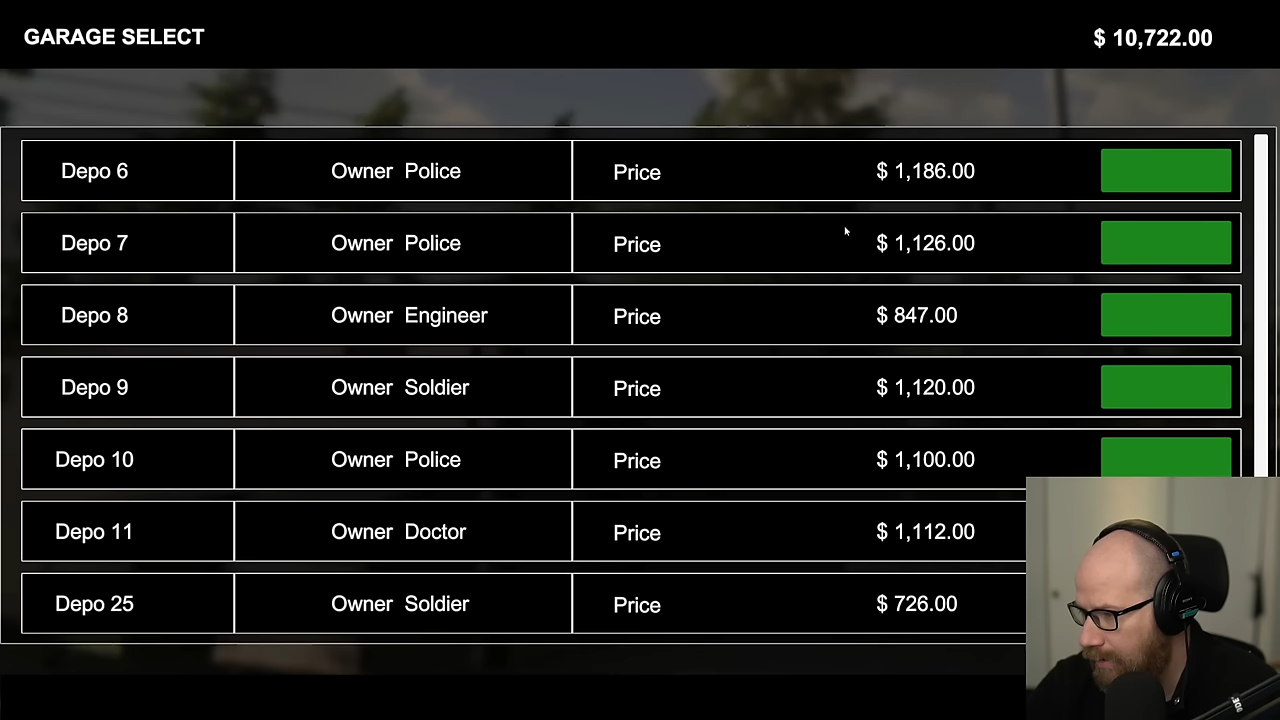 GARAGE SELECT $ 10,722.00
Depo 6 Owner Police Price $ 1,186.00
Depo 7 Owner Police Price $ 1,126.00
Depo 8 Owner Engineer Price $ 847.00
Depo 9 Owner Soldier Price $ 1,120.00
Depo 10 Owner Police Price $ 1,100.00
Depo 11 Owner Doctor Price $ 1,112.00
Depo 25 Owner Soldier Price $ 726.00